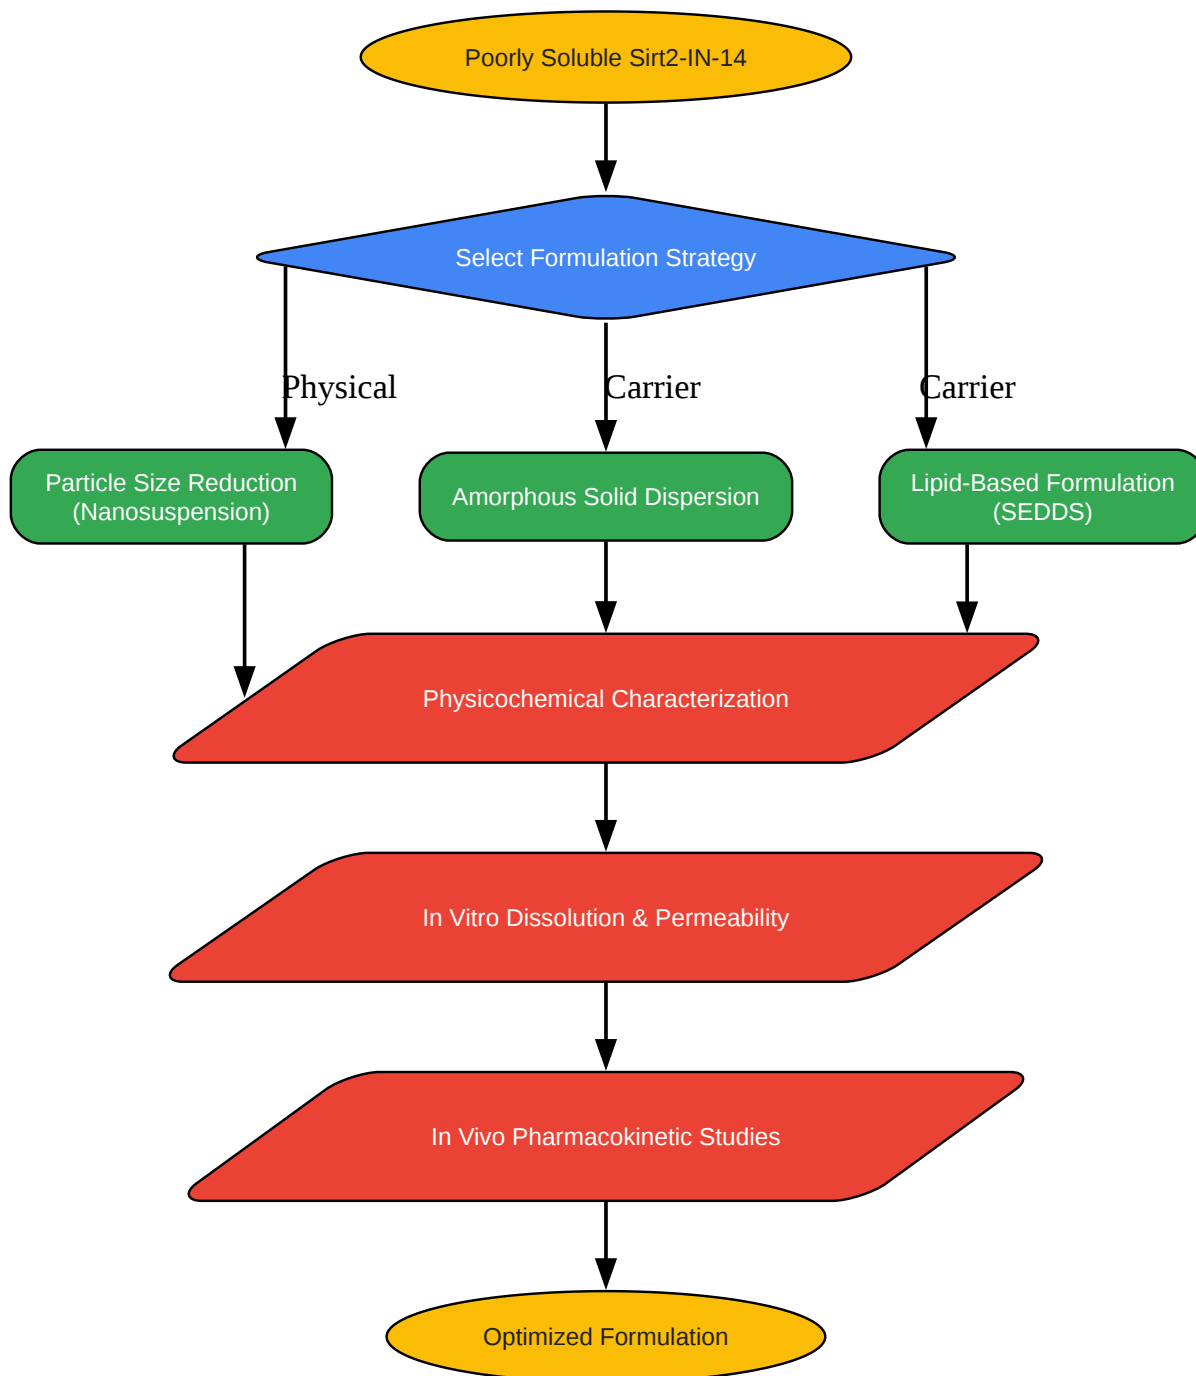 Poorly Soluble Sirt2-IN-14
Select Formulation Strategy
Physical
Carrier
Carrier
Particle Size Reduction
(Nanosuspension)
Amorphous Solid Dispersion
Lipid-Based Formulation
(SEDDS)
Physicochemical Characterization
In Vitro Dissolution & Permeability
In Vivo Pharmacokinetic Studies
Optimized Formulation